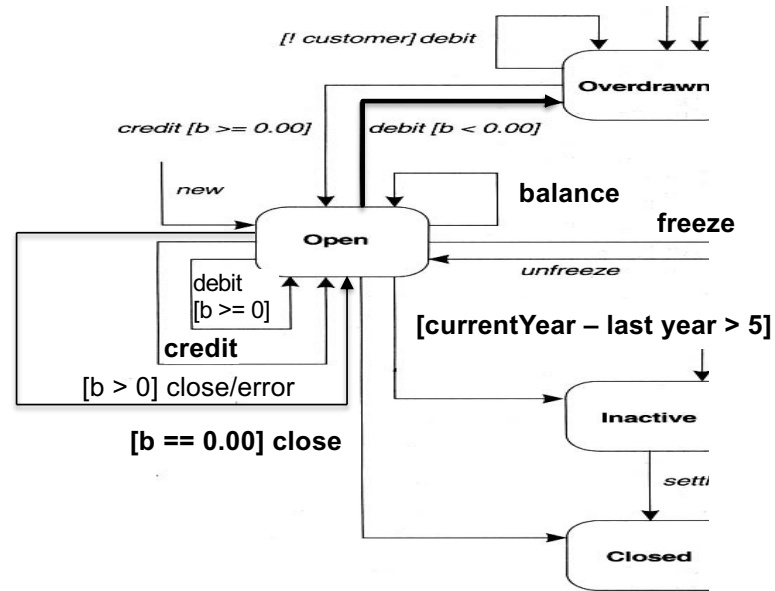 [! customer] debit
Overdrawn
credit [b >= 0.00]
debit [b < 0.00]
new
balance
Open
freeze
unfreeze
debit
[b >= 0]
[currentYear – last year > 5]
credit
[b > 0] close/error
Inactive
[b == 0.00] close
Closed